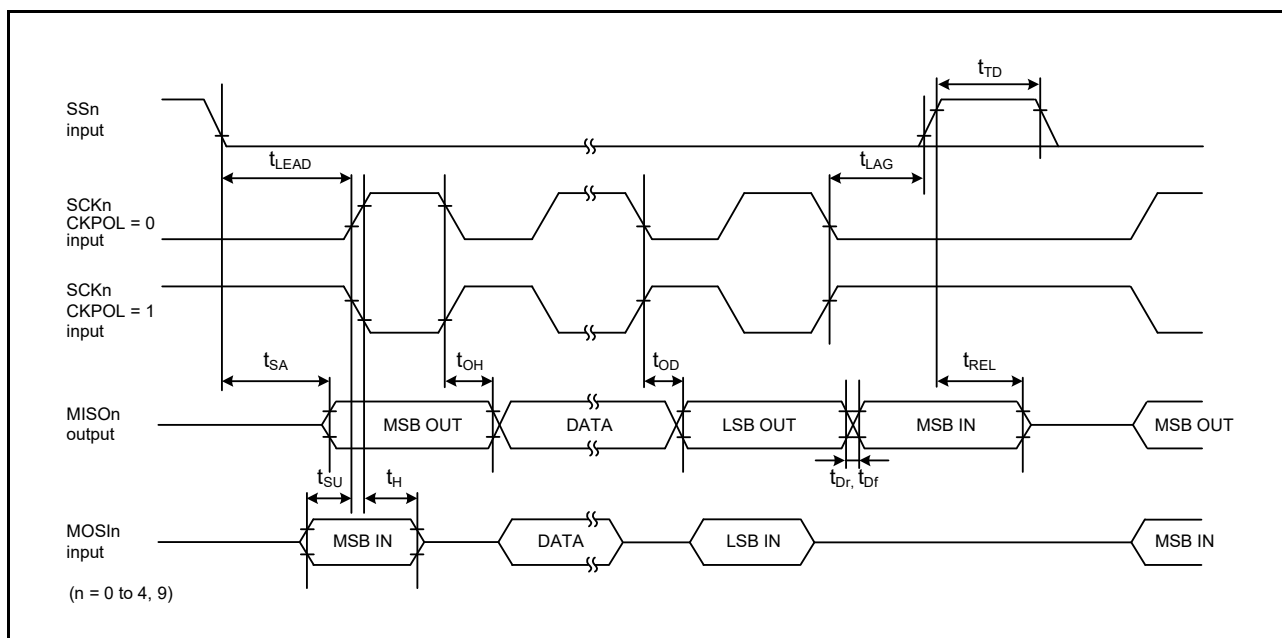 tTD
SSn
input
tLEAD
tLAG
SCKn
CKPOL = 0
input
SCKn
CKPOL = 1
input
tSA
tOH
tOD
tREL
MISOn
output
MSB OUT
DATA
LSB OUT
MSB IN
MSB OUT
tSU
tH
tDr, tDf
MOSIn
input
MSB IN
DATA
LSB IN
MSB IN
(n = 0 to 4, 9)